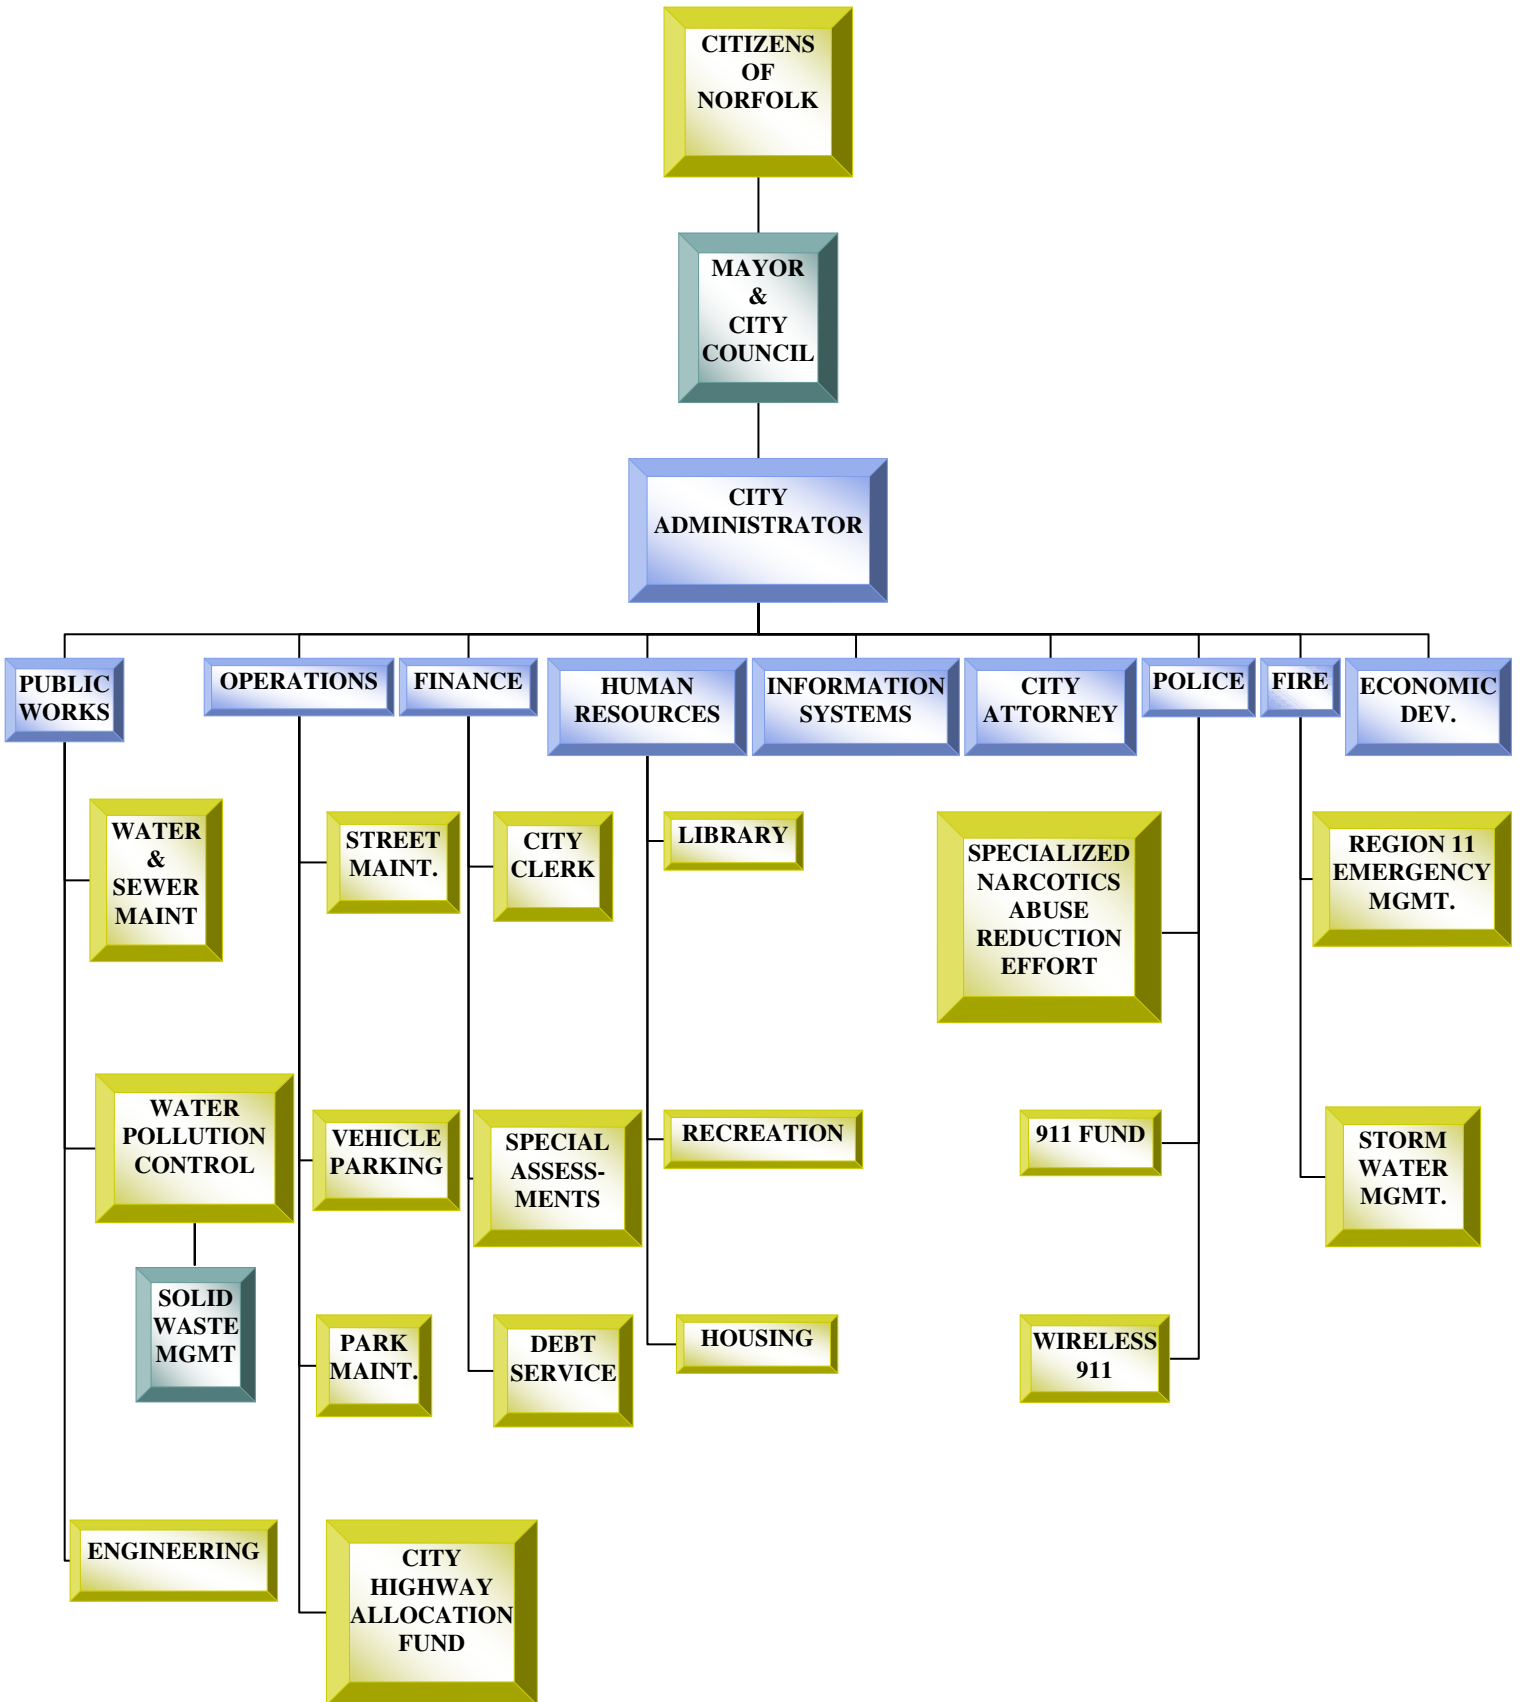 CITIZENS
OF
NORFOLK
MAYOR
&
CITY
COUNCIL
CITY
ADMINISTRATOR
PUBLIC
WORKS
OPERATIONS
FINANCE
HUMAN
RESOURCES
INFORMATION
SYSTEMS
CITY
ATTORNEY
POLICE
FIRE
ECONOMIC
DEV.
WATER
&
SEWER
MAINT
STREET
MAINT.
CITY
CLERK
LIBRARY
SPECIALIZED
NARCOTICS
ABUSE
REDUCTION
EFFORT
REGION 11
EMERGENCY
MGMT.
WATER
POLLUTION
CONTROL
VEHICLE
PARKING
SPECIAL
ASSESS-
MENTS
RECREATION
911 FUND
STORM
WATER
MGMT.
SOLID
WASTE
MGMT
PARK
MAINT.
DEBT
SERVICE
HOUSING
WIRELESS
911
ENGINEERING
CITY
HIGHWAY
ALLOCATION
FUND